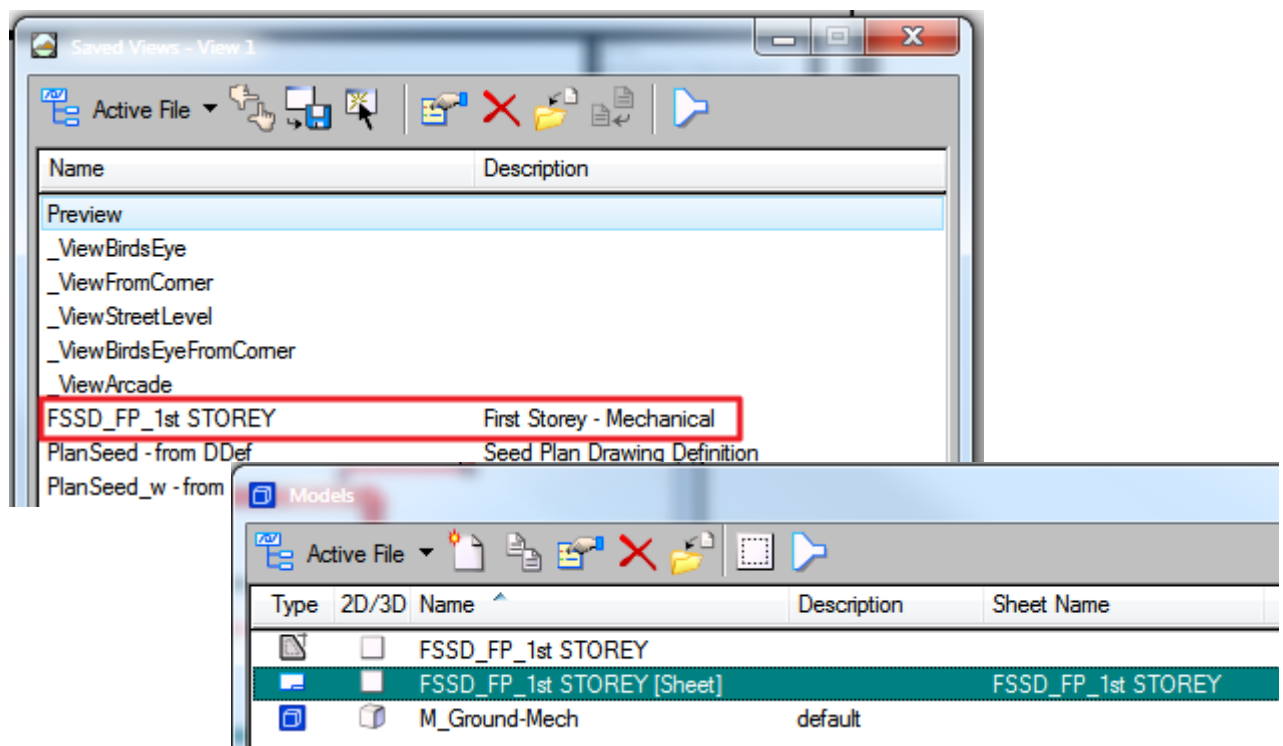 Saved Views - View 1
Active File
Name Description
Preview
_ViewBirdsEye
_ViewFromCorner
_ViewStreetLevel
_ViewBirdsEyeFromCorner
_ViewArcade
FSSD_FP_1st STOREY First Storey - Mechanical
PlanSeed - from DDef Seed Plan Drawing Definition
PlanSeed_w - from
Models
Active File
Type 2D/3D Name Description Sheet Name
FSSD_FP_1st STOREY
FSSD_FP_1st STOREY [Sheet] FSSD_FP_1st STOREY
M_Ground-Mech default